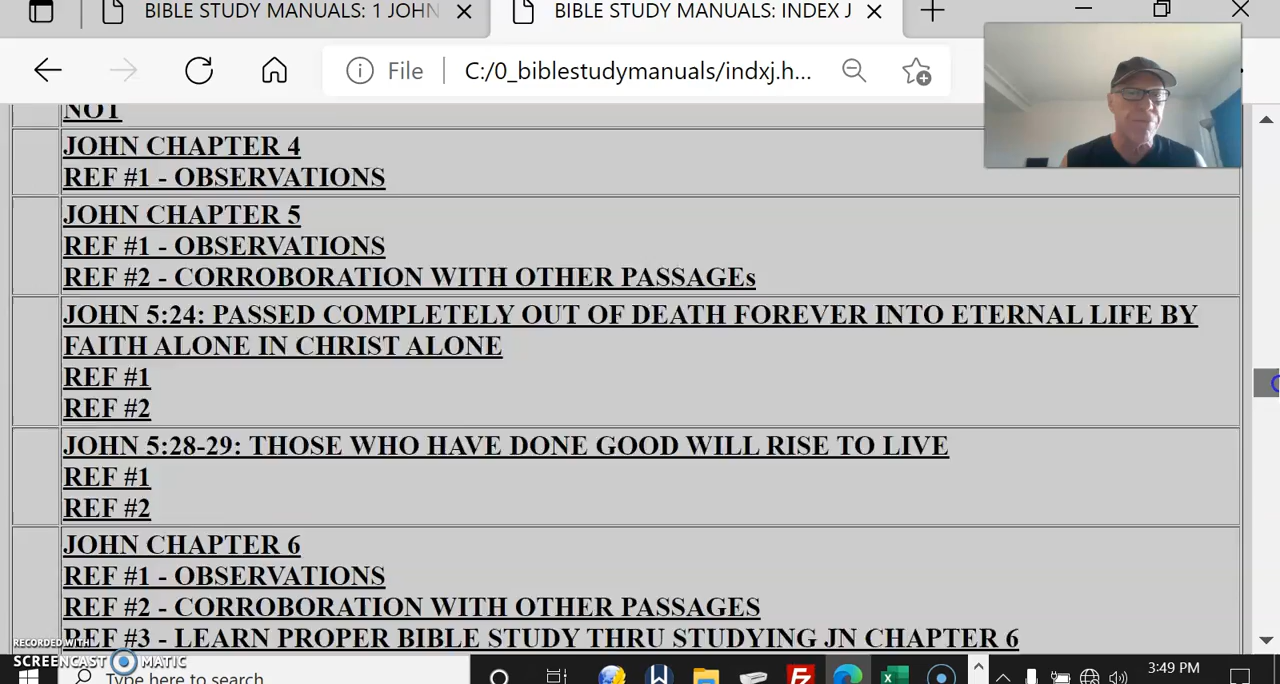 BIBLE STUDY MANUALS: 1 JOHN
BIBLE STUDY MANUALS: INDEX J
File
C:/0_biblestudymanuals/indxj.h...
NOT
JOHN CHAPTER 4
REF #1 - OBSERVATIONS
JOHN CHAPTER 5
REF #1 - OBSERVATIONS
REF #2 - CORROBORATION WITH OTHER PASSAGEs
JOHN 5:24: PASSED COMPLETELY OUT OF DEATH FOREVER INTO ETERNAL LIFE BY
FAITH ALONE IN CHRIST ALONE
REF #1
REF #2
JOHN 5:28-29: THOSE WHO HAVE DONE GOOD WILL RISE TO LIVE
REF #1
REF #2
JOHN CHAPTER 6
REF #1 - OBSERVATIONS
REF #2 - CORROBORATION WITH OTHER PASSAGES
REF #3 - LEARN PROPER BIBLE STUDY THRU STUDYING JN CHAPTER 6
RECORDED WITH
SCREENCAST MATIC
Type here to search
3:49 PM